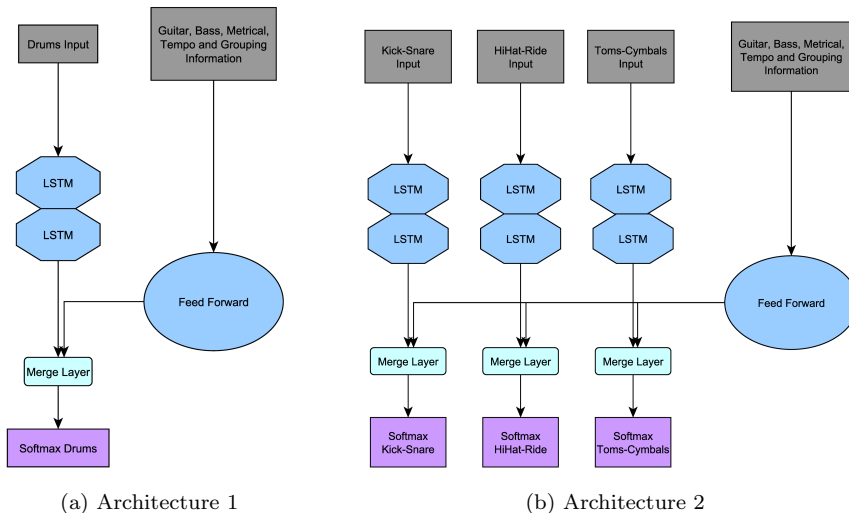 Drums Input
Guitar, Bass, Metrical,
Tempo and Grouping
Information
LSTM
LSTM
Feed Forward
Merge Layer
Softmax Drums
(a) Architecture 1
Kick-Snare
Input
HiHat-Ride
Input
Toms-Cymbals
Input
Guitar, Bass, Metrical,
Tempo and Grouping
Information
LSTM
LSTM
LSTM
LSTM
LSTM
LSTM
Feed Forward
Merge Layer
Merge Layer
Merge Layer
Softmax
Kick-Snare
Softmax
HiHat-Ride
Softmax
Toms-Cymbals
(b) Architecture 2